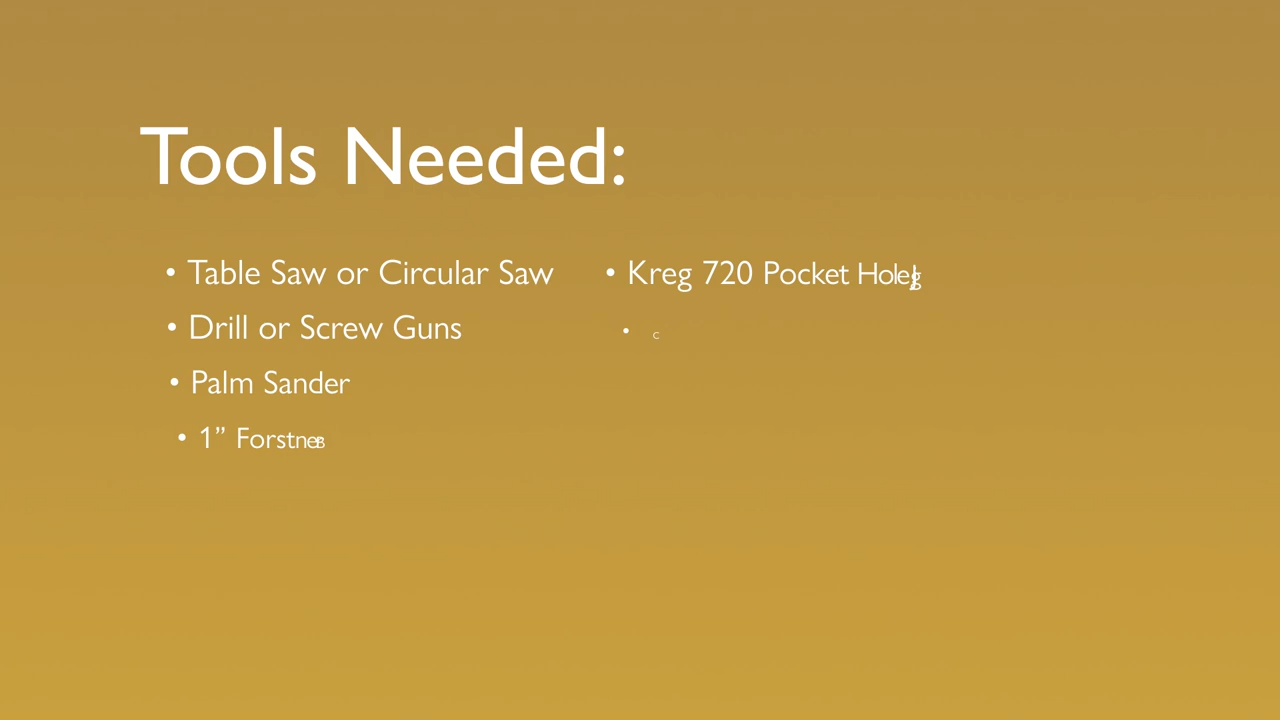 Tools Needed:
• Table Saw or Circular Saw
• Drill or Screw Guns
• Palm Sander
• 1” Forstner
• Kreg 720 Pocket Hole
• c